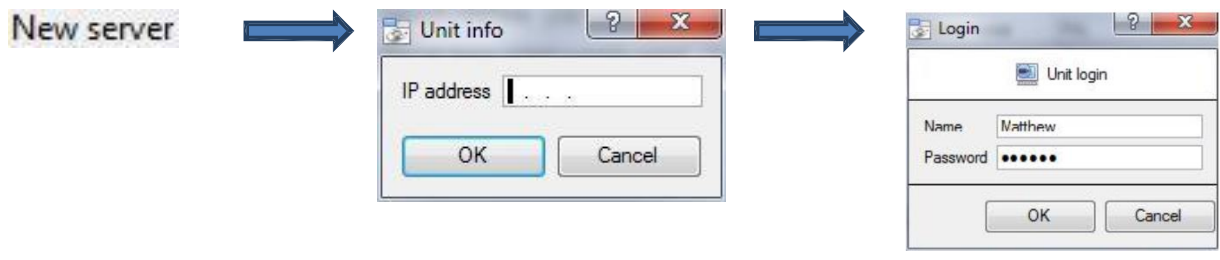 New server
Unit info
IP address . . .
OK Cancel
Login
Unit login
Name Matthew
Password ••••••
OK Cancel